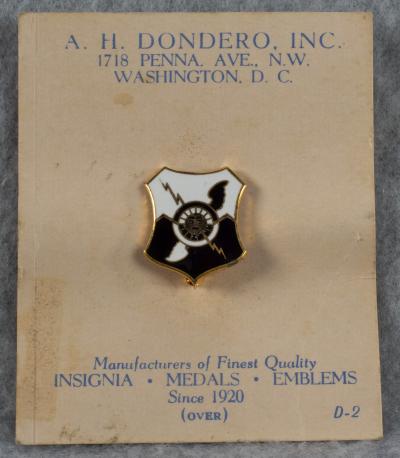 A. H. DONDERO, INC.
1718 PENNA. AVE., N.W.
WASHINGTON, D. C.
Manufacturers of Finest Quality
INSIGNIA • MEDALS • EMBLEMS
Since 1920
(OVER)
D-2